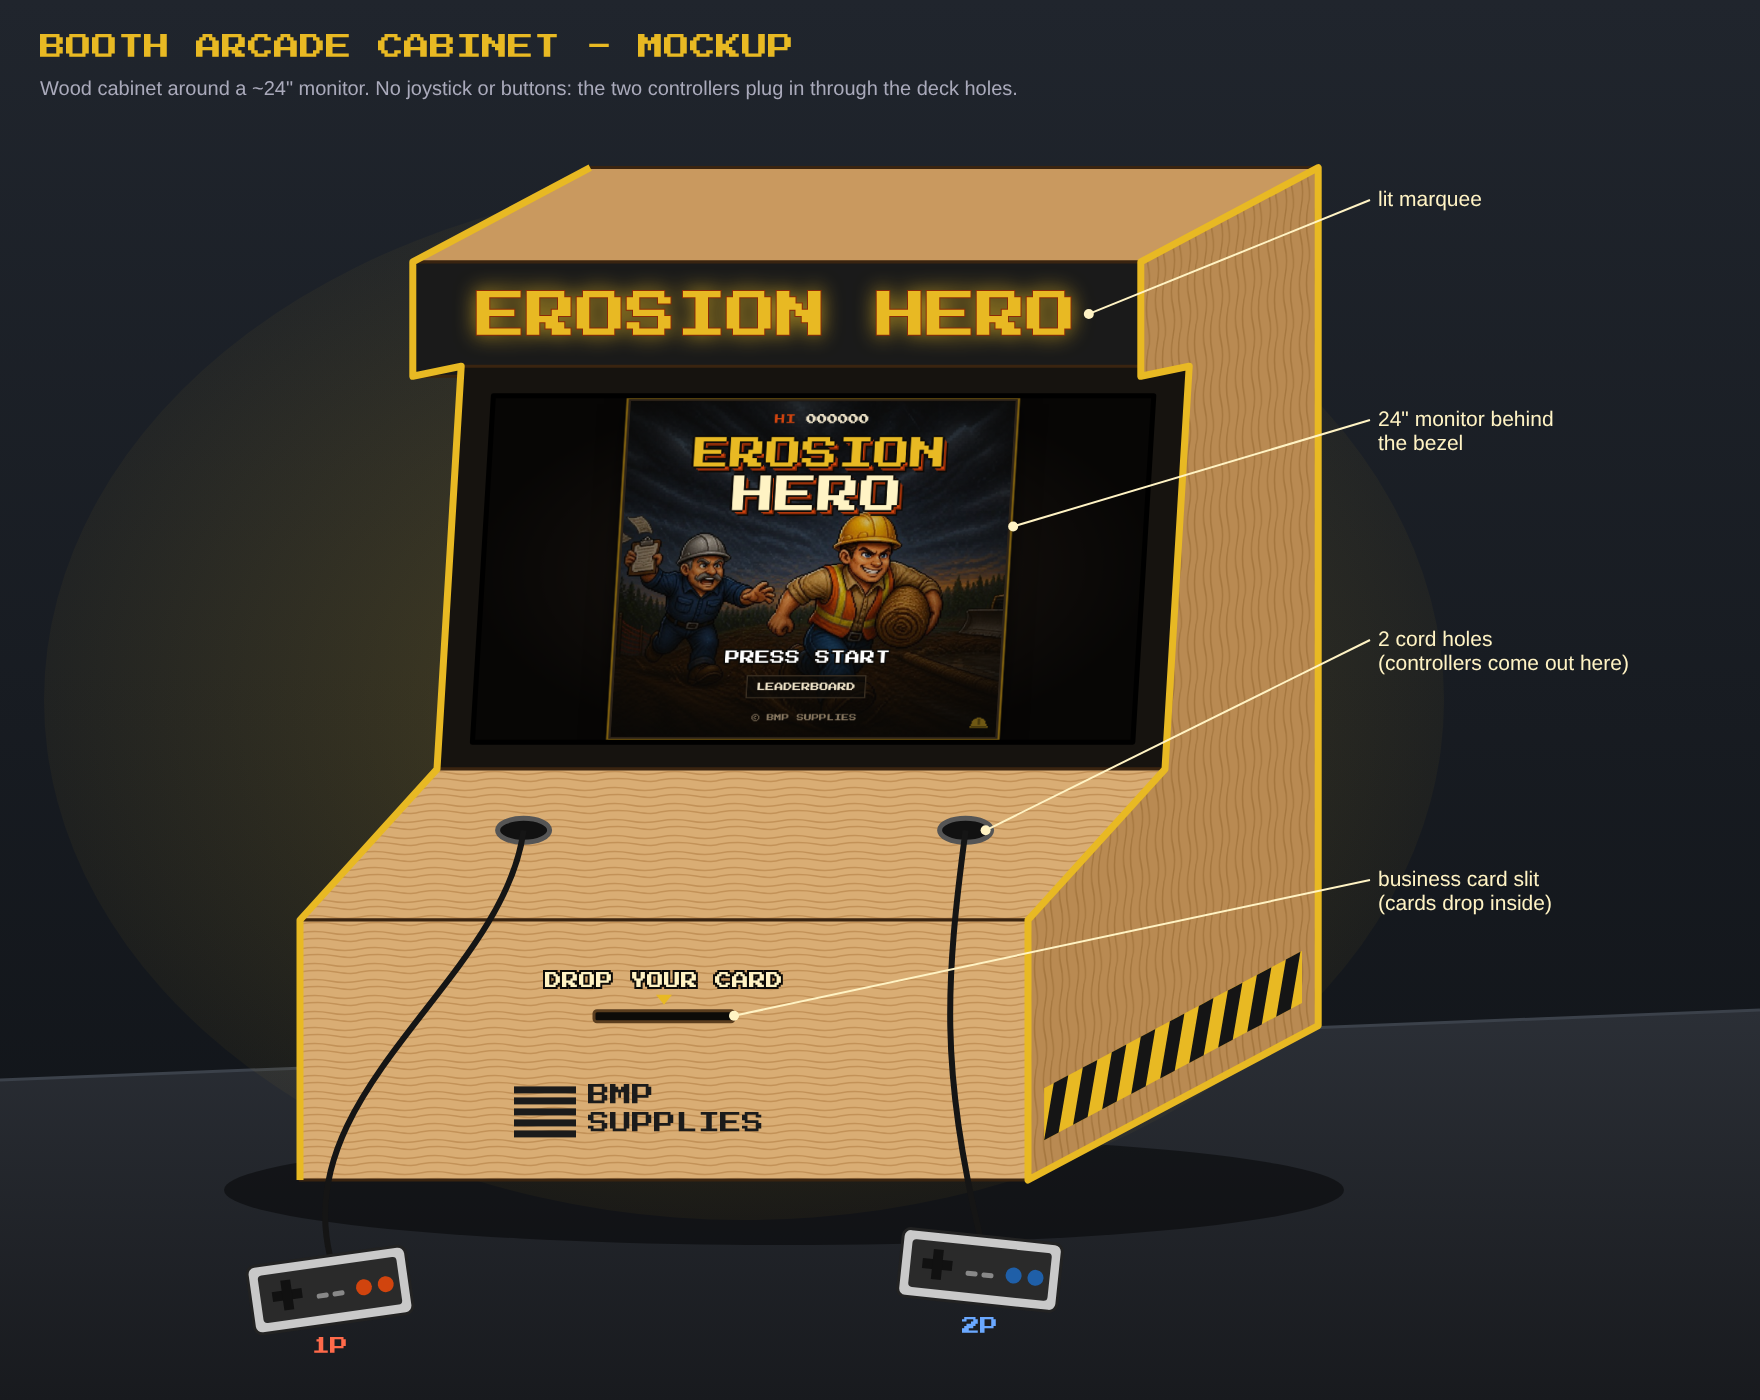 BOOTH ARCADE CABINET - MOCKUP
Wood cabinet around a ~24" monitor. No joystick or buttons: the two controllers plug in through the deck holes.
lit marquee
EROSION HERO
HI 000000
EROSION
HERO
24" monitor behind
the bezel
PRESS START
LEADERBOARD
© BMP SUPPLIES
2 cord holes
(controllers come out here)
business card slit
(cards drop inside)
DROP YOUR CARD
BMP
SUPPLIES
1P
2P